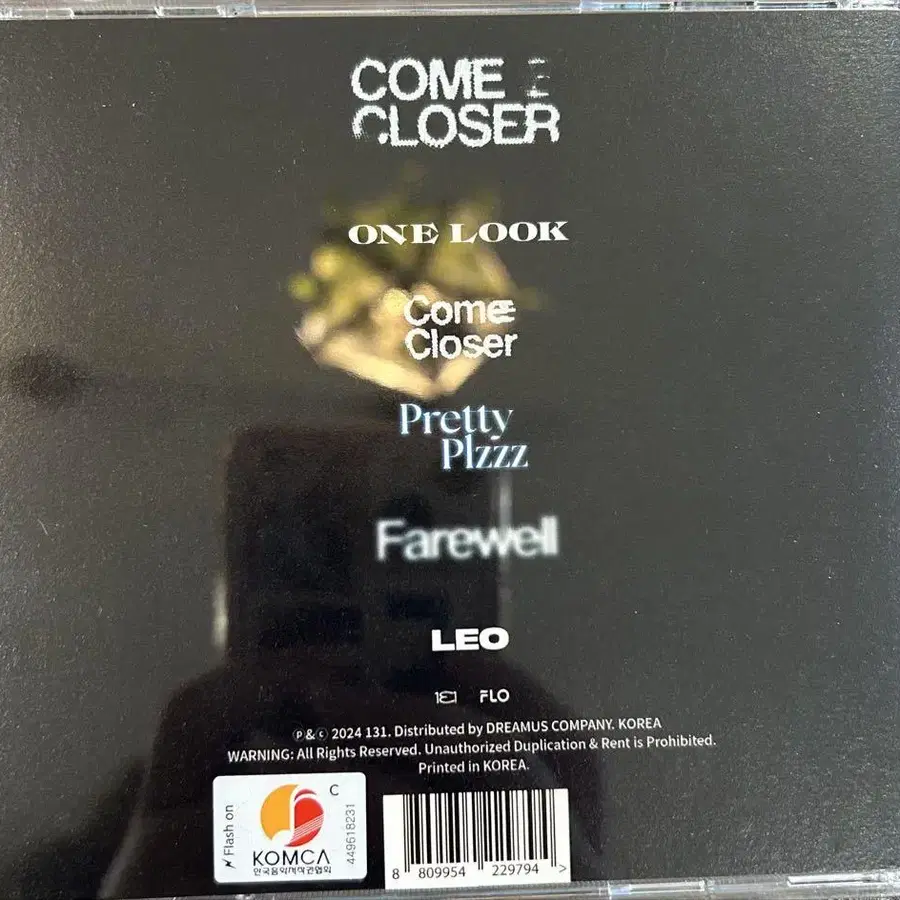 COME
CLOSER
ONE LOOK
Come
Closer
Pretty
Plzzz
Farewell
LEO
131 FLO
℗&© 2024 131. Distributed by DREAMUS COMPANY. KOREA
WARNING: All Rights Reserved. Unauthorized Duplication & Rent is Prohibited.
Printed in KOREA.
Flash on
C
KOMCA
한국음악저작권협회
449618231
8 809954 229794 >